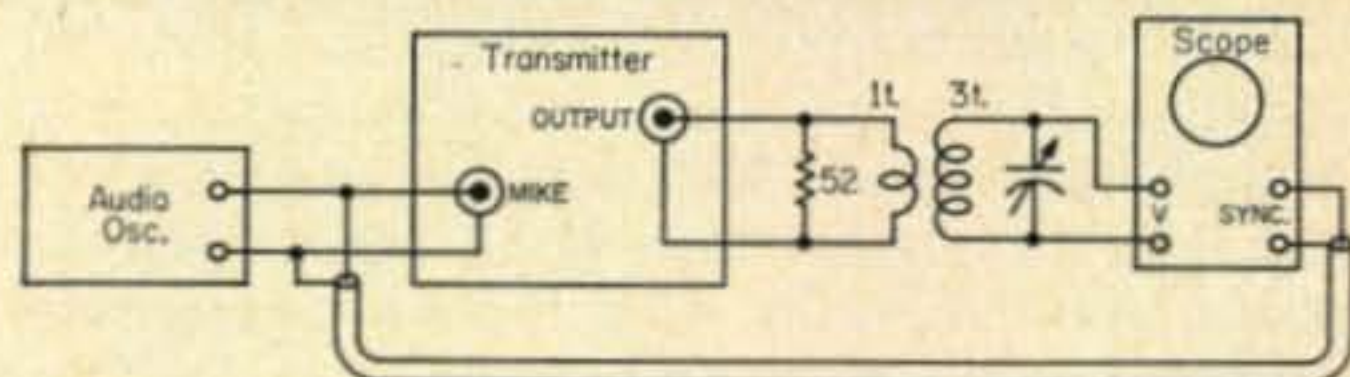 Audio
Osc.
Transmitter
OUTPUT
MIKE
52
1t.
3t.
Scope
V
SYNC.